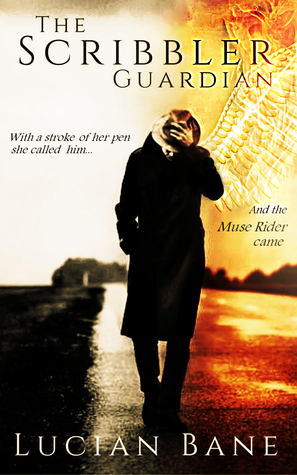 THE
SCRIBBLER
GUARDIAN
With a stroke of her pen
she called him...
And the
Muse Rider
came
LUCIAN BANE